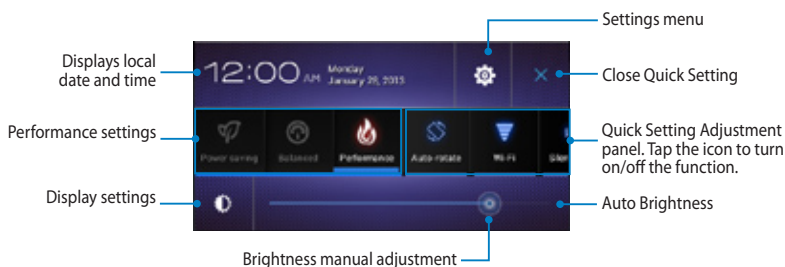 Settings menu
Displays local
date and time
12:00 AM
Monday
January 28, 2013
Close Quick Setting
Performance settings
Power saving
Balanced
Performance
Auto-rotate
Wi-Fi
Quick Setting Adjustment
panel. Tap the icon to turn
on/off the function.
Display settings
Auto Brightness
Brightness manual adjustment